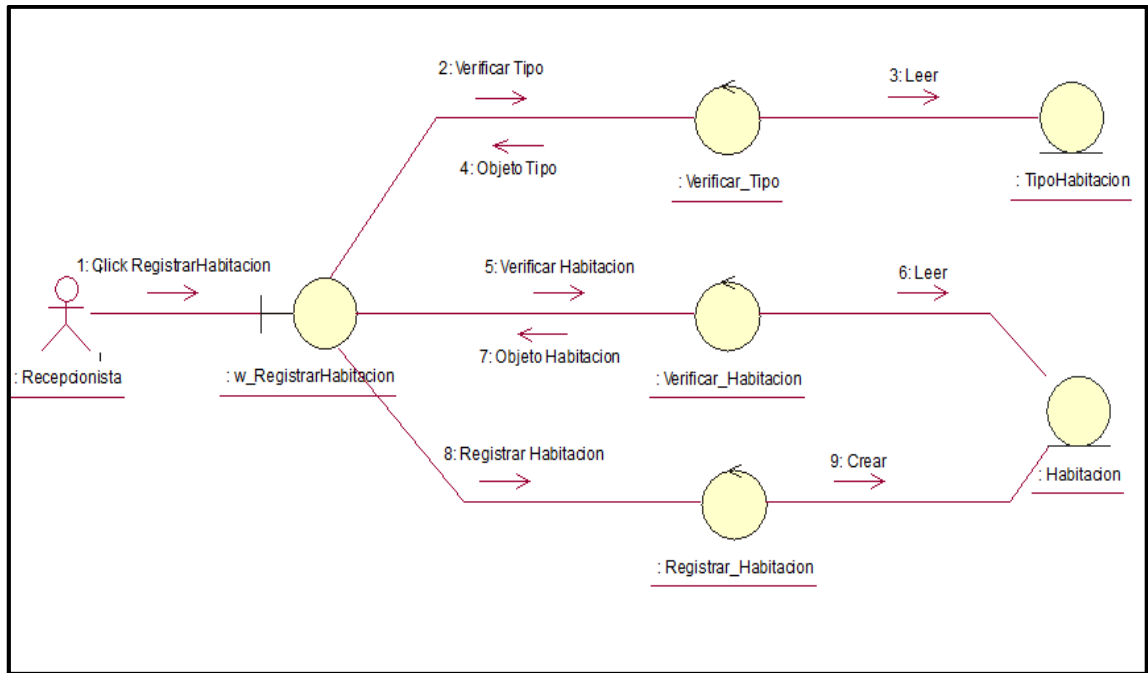 2: Verificar Tipo
3: Leer
4: Objeto Tipo
: Verificar_Tipo
: TipoHabitacion
1: Click RegistrarHabitacion
5: Verificar Habitacion
6: Leer
7: Objeto Habitacion
: Recepcionista
: w_RegistrarHabitacion
: Verificar_Habitacion
8: Registrar Habitacion
9: Crear
: Habitacion
: Registrar_Habitacion